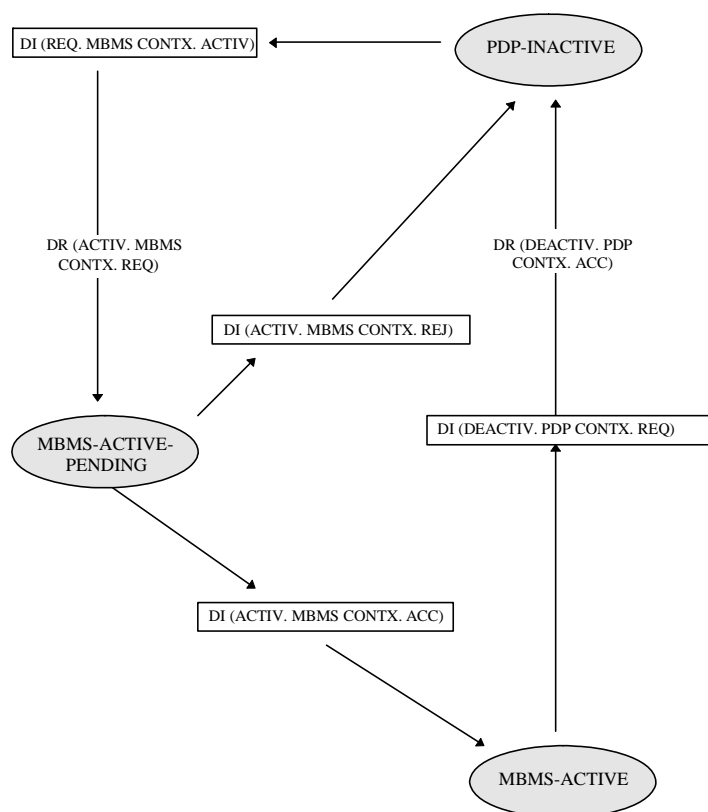 DI (REQ. MBMS CONTX. ACTIV)
PDP-INACTIVE
DR (ACTIV. MBMS
CONTX. REQ)
DR (DEACTIV. PDP
CONTX. ACC)
DI (ACTIV. MBMS CONTX. REJ)
MBMS-ACTIVE-
PENDING
DI (DEACTIV. PDP CONTX. REQ)
DI (ACTIV. MBMS CONTX. ACC)
MBMS-ACTIVE